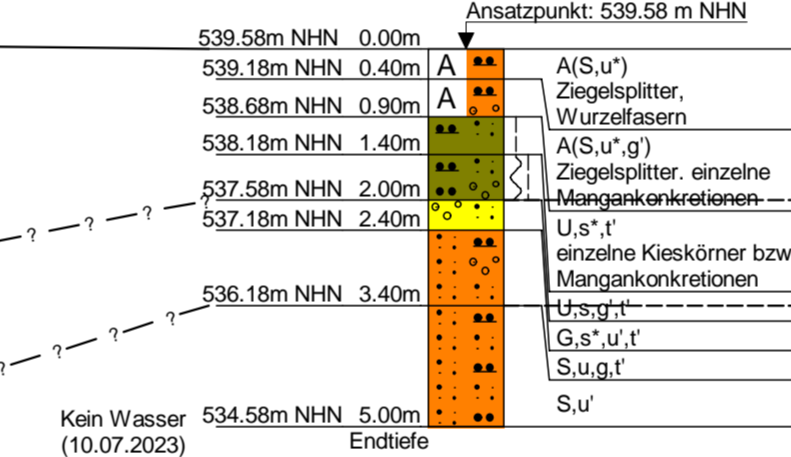 Ansatzpunkt: 539.58 m NHN
539.58m NHN 0.00m
539.18m NHN 0.40m
538.68m NHN 0.90m
538.18m NHN 1.40m
537.58m NHN 2.00m
537.18m NHN 2.40m
536.18m NHN 3.40m
534.58m NHN 5.00m
Endtiefe
Kein Wasser
(10.07.2023)
A
A
A(S,u*)
Ziegelsplitter,
Wurzelfasern
A(S,u*,g')
Ziegelsplitter. einzelne
Mangankonkretionen
U,s*,t'
einzelne Kieskörner bzw
Mangankonkretionen
U,s,g',t'
G,s*,u',t'
S,u,g,t'
S,u'
? ? ? ?
? ? ? ?